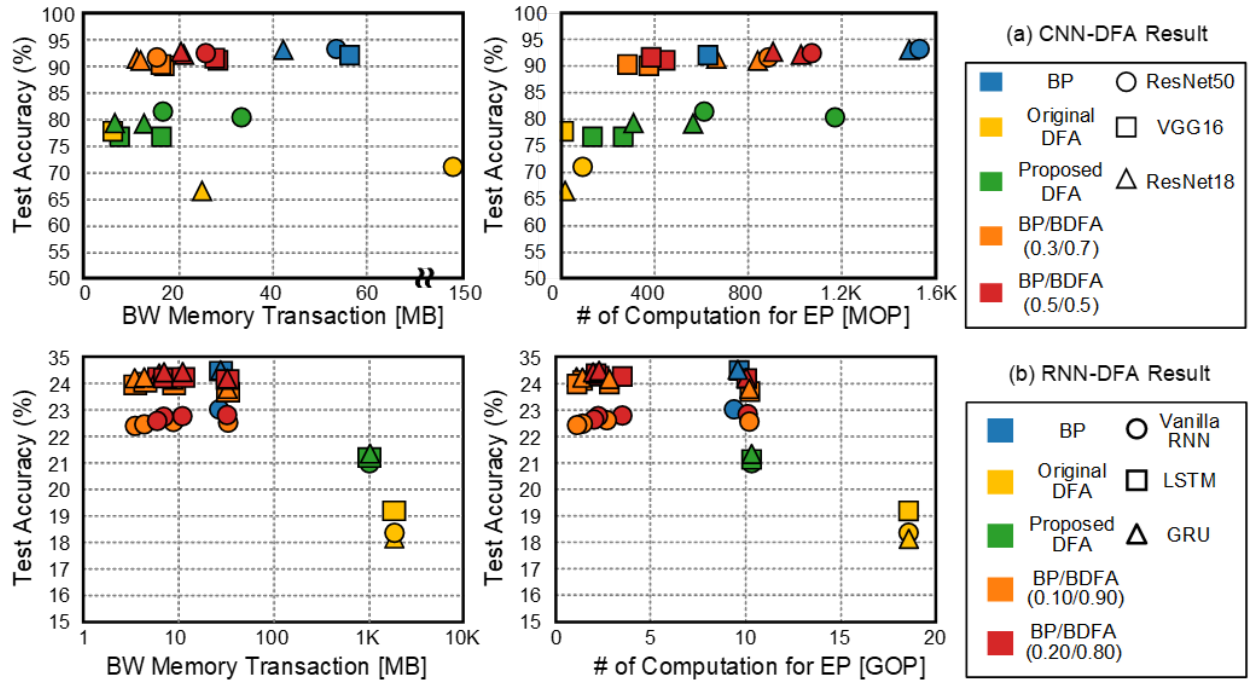 100
95
90
85
80
75
70
65
60
55
50
Test Accuracy (%)
0
20
40
60
150
BW Memory Transaction [MB]
100
95
90
85
80
75
70
65
60
55
50
Test Accuracy (%)
0
400
800
1.2K
1.6K
# of Computation for EP [MOP]
(a) CNN-DFA Result
BP
ResNet50
Original
DFA
VGG16
Proposed
DFA
ResNet18
BP/BDFA
(0.3/0.7)
BP/BDFA
(0.5/0.5)
35
24
23
22
21
20
19
18
17
16
15
Test Accuracy (%)
1
10
100
1K
10K
BW Memory Transaction [MB]
35
24
23
22
21
20
19
18
17
16
15
Test Accuracy (%)
0
5
10
15
20
# of Computation for EP [GOP]
(b) RNN-DFA Result
BP
Vanilla
RNN
Original
DFA
LSTM
Proposed
DFA
GRU
BP/BDFA
(0.10/0.90)
BP/BDFA
(0.20/0.80)